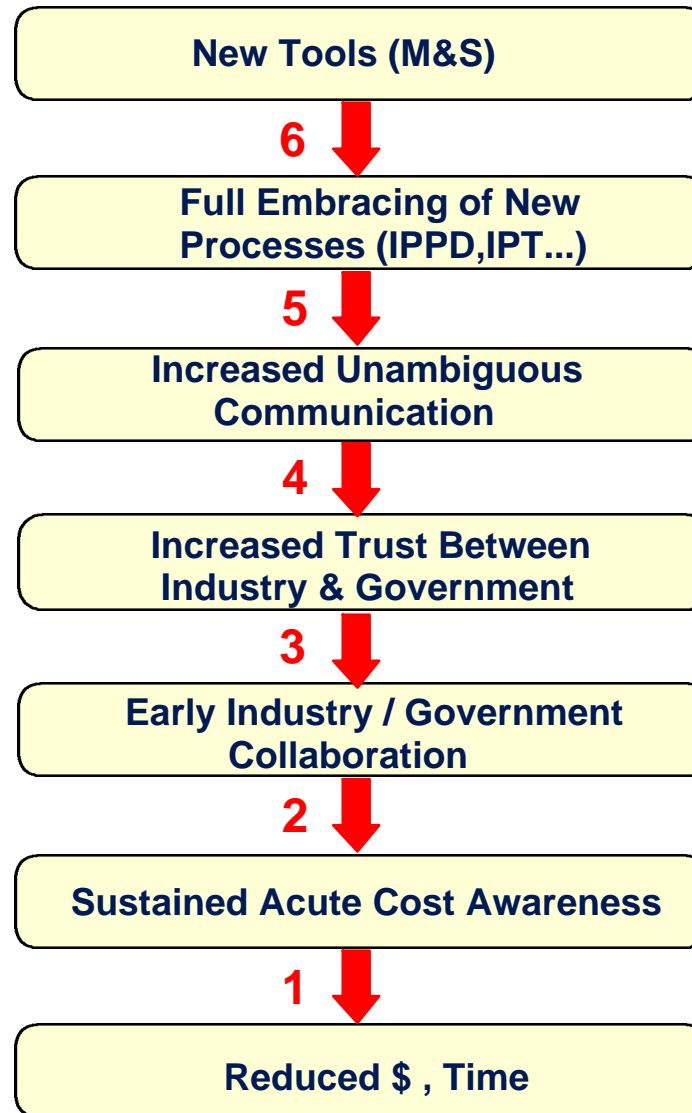 New Tools (M&S)
6
Full Embracing of New
Processes (IPPD,IPT...)
5
Increased Unambiguous
Communication
4
Increased Trust Between
Industry & Government
3
Early Industry / Government
Collaboration
2
Sustained Acute Cost Awareness
1
Reduced $ , Time